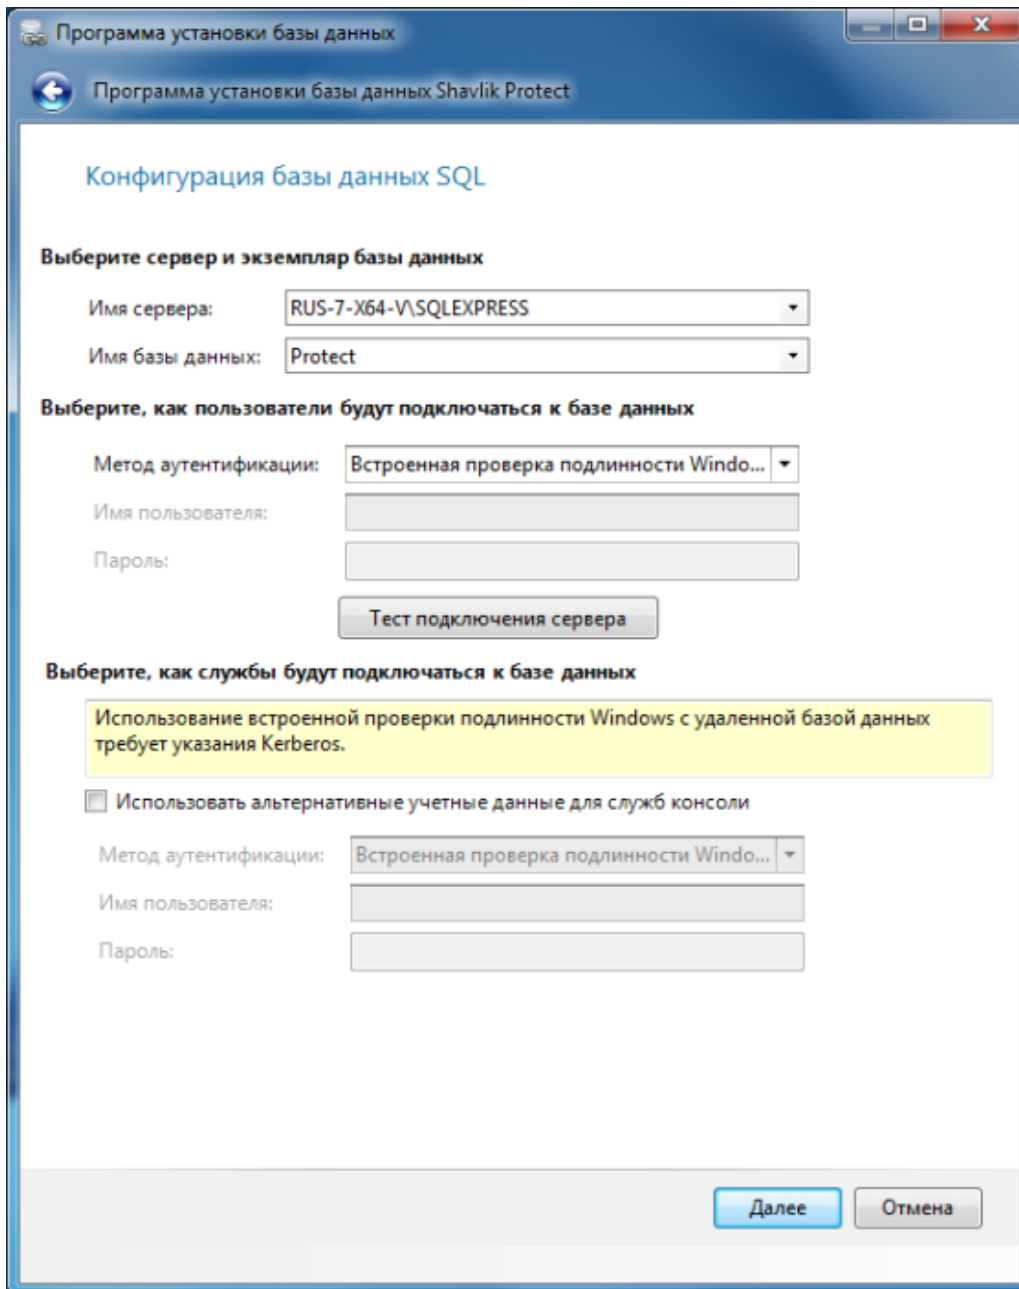 Программа установки базы данных
Программа установки базы данных Shavlik Protect
Конфигурация базы данных SQL
Выберите сервер и экземпляр базы данных
Имя сервера: RUS-7-X64-V\SQLEXPRESS
Имя базы данных: Protect
Выберите, как пользователи будут подключаться к базе данных
Метод аутентификации: Встроенная проверка подлинности Windo...
Имя пользователя:
Пароль:
Тест подключения сервера
Выберите, как службы будут подключаться к базе данных
Использование встроенной проверки подлинности Windows с удаленной базой данных
требует указания Kerberos.
Использовать альтернативные учетные данные для служб консоли
Метод аутентификации: Встроенная проверка подлинности Windo...
Имя пользователя:
Пароль:
Далее Отмена